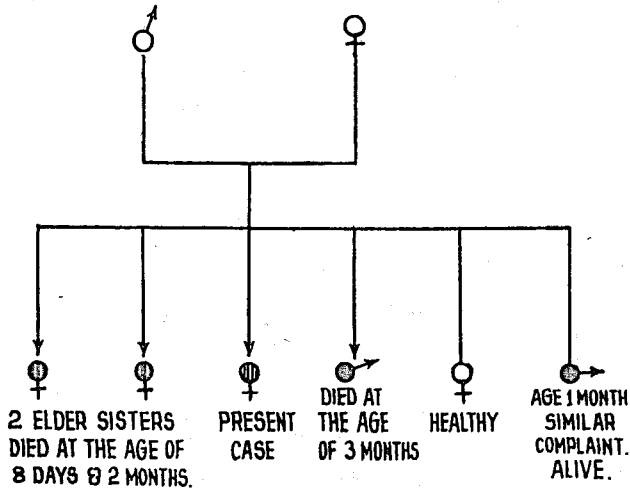 2 ELDER SISTERS
DIED AT THE AGE OF
8 DAYS & 2 MONTHS.
PRESENT
CASE
DIED AT
THE AGE
OF 3 MONTHS
HEALTHY
AGE 1 MONTH
SIMILAR
COMPLAINT.
ALIVE.